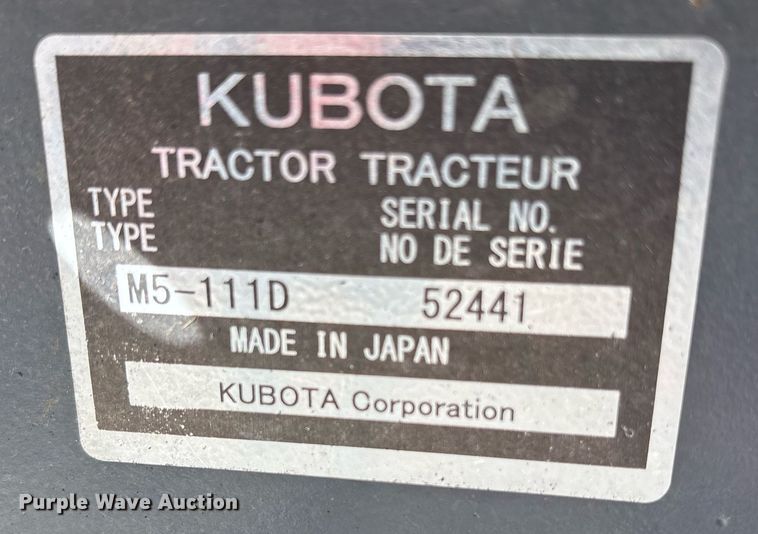 KUBOTA
TRACTOR TRACTEUR
TYPE SERIAL NO.
TYPE NO DE SERIE
M5-111D 52441
MADE IN JAPAN
KUBOTA Corporation
Purple Wave Auction